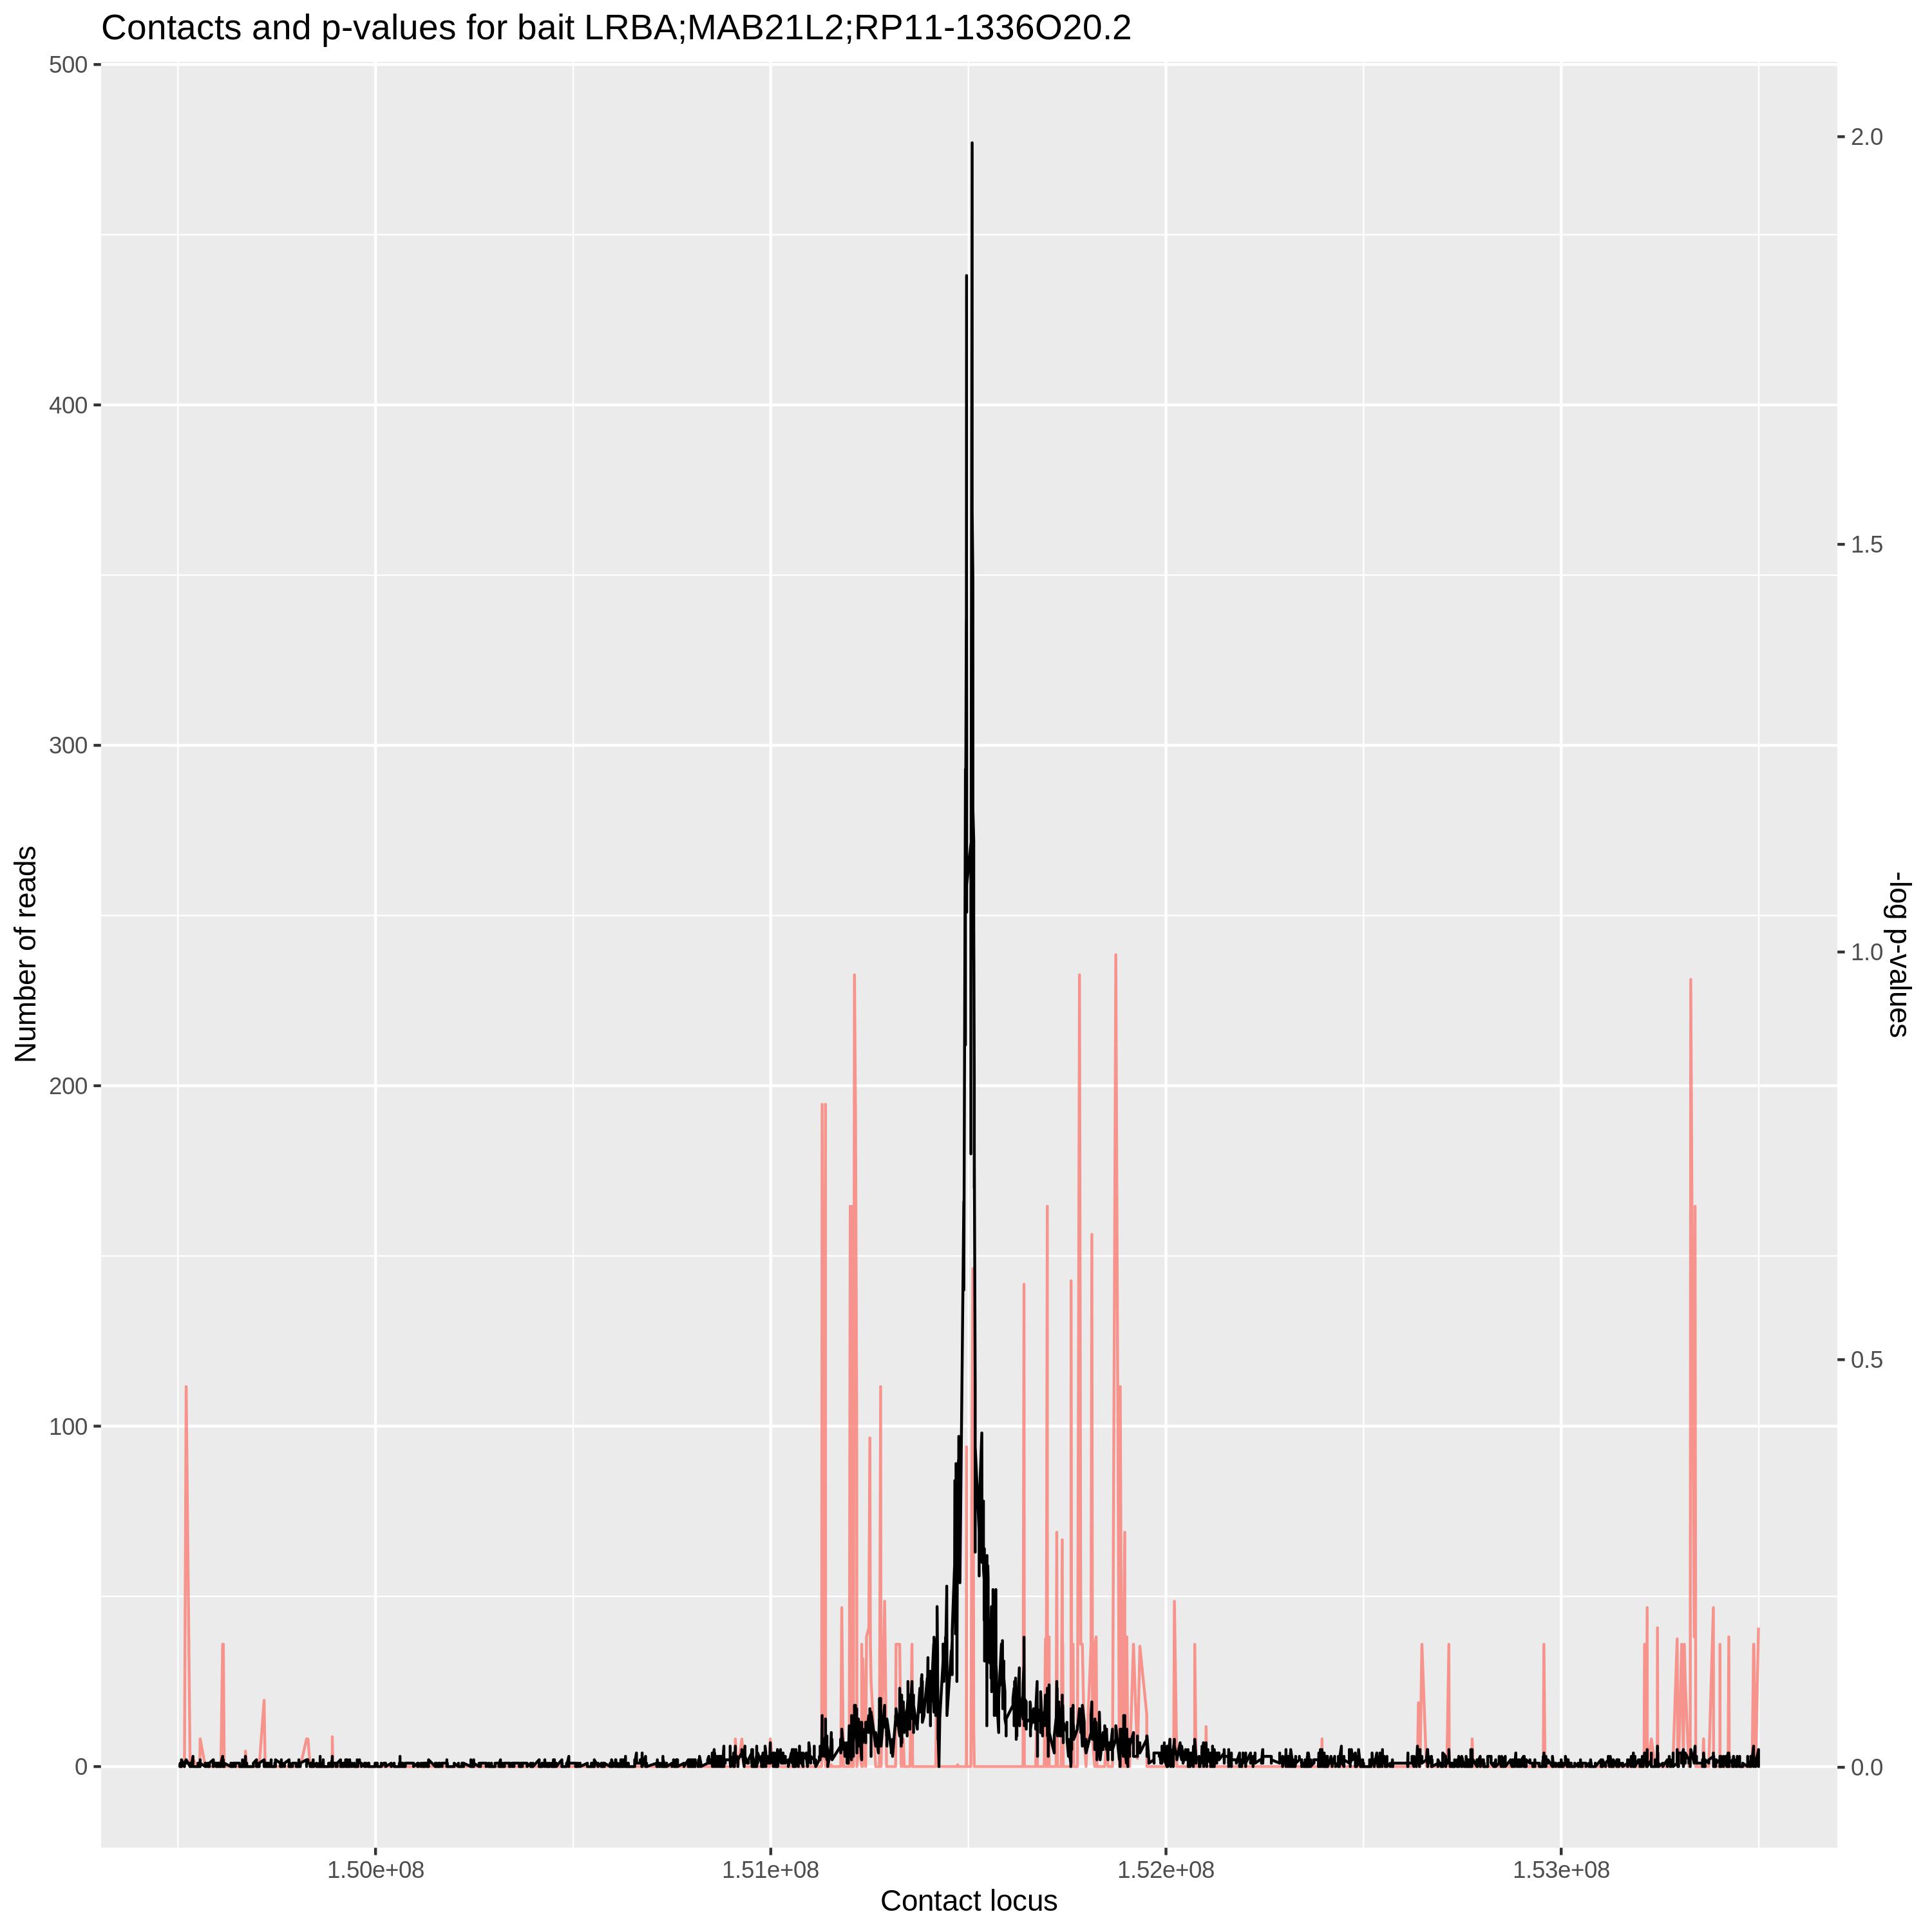 Contacts and p-values for bait LRBA;MAB21L2;RP11-1336O20.2
500
400
300
200
100
0
Number of reads
2.0
1.5
1.0
0.5
0.0
-log p-values
1.50e+08
1.51e+08
1.52e+08
1.53e+08
Contact locus